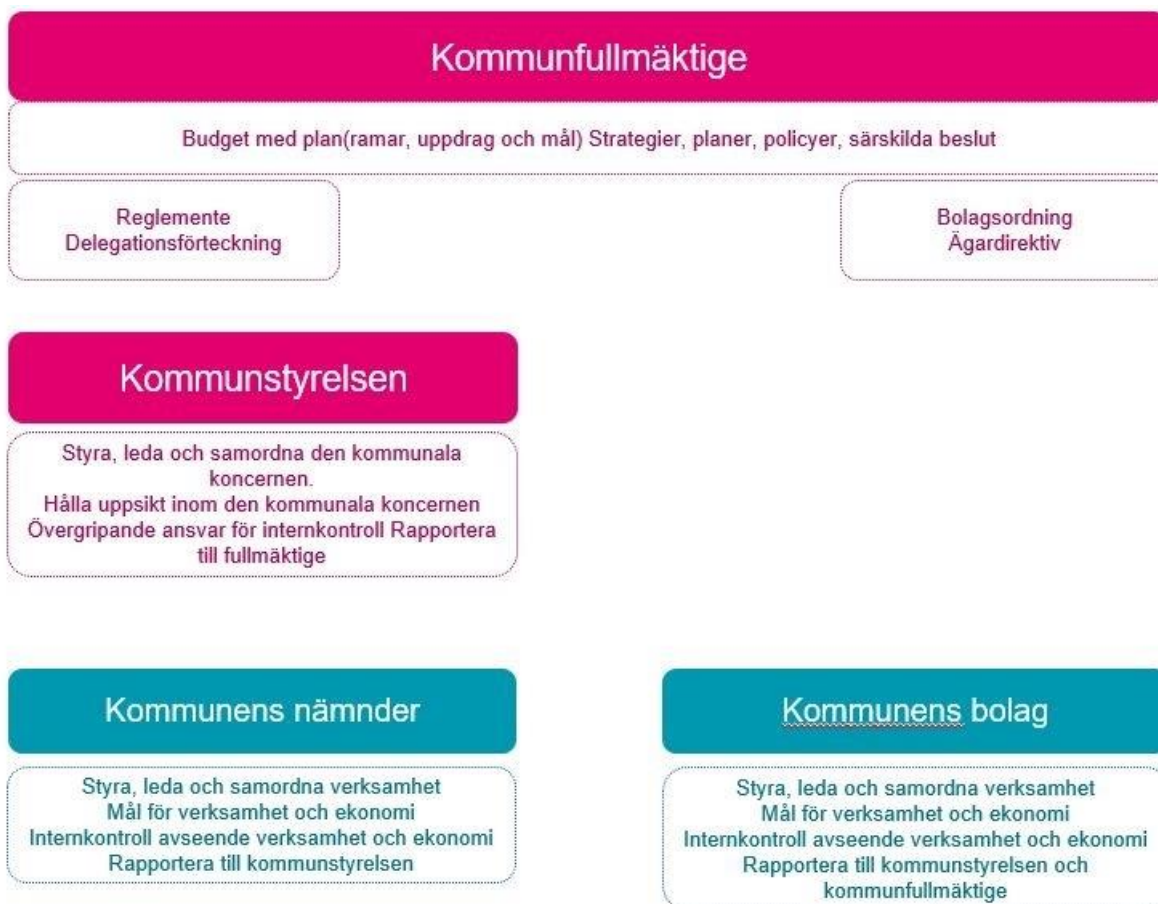 Kommunfullmäktige
Budget med plan(ramar, uppdrag och mål) Strategier, planer, policyer, särskilda beslut
Reglemente
Delegationsförteckning
Bolagsordning
Ägardirektiv
Kommunstyrelsen
Styra, leda och samordna den kommunala
koncernen.
Hålla uppsikt inom den kommunala koncernen
Övergripande ansvar för internkontroll Rapportera
till fullmäktige
Kommunens nämnder
Styra, leda och samordna verksamhet
Mål för verksamhet och ekonomi
Internkontroll avseende verksamhet och ekonomi
Rapportera till kommunstyrelsen
Kommunens bolag
Styra, leda och samordna verksamhet
Mål för verksamhet och ekonomi
Internkontroll avseende verksamhet och ekonomi
Rapportera till kommunstyrelsen och
kommunfullmäktige